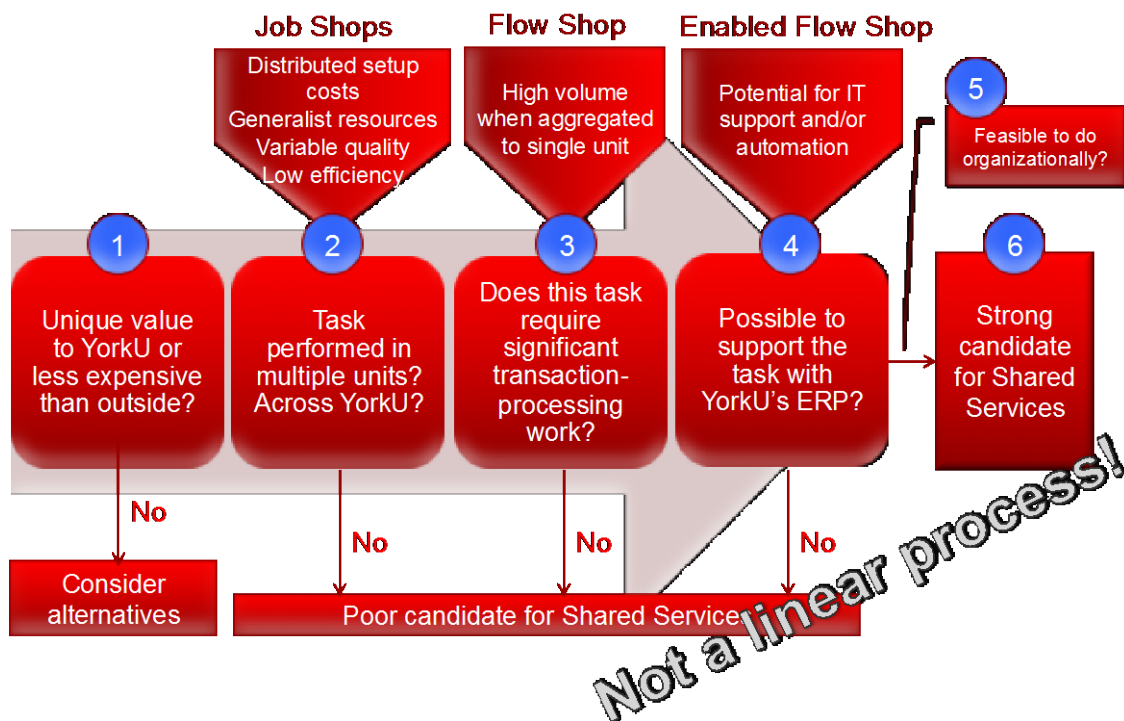 Job Shops
Distributed setup
costs
Generalist resources
Variable quality
Low efficiency
Flow Shop
High volume
when aggregated
to single unit
Enabled Flow Shop
Potential for IT
support and/or
automation
5
Feasible to do
organizationally?
1
Unique value
to YorkU or
less expensive
than outside?
2
Task
performed in
multiple units?
Across YorkU?
3
Does this task
require
significant
transaction-
processing
work?
4
Possible to
support the
task with
YorkU's ERP?
6
Strong
candidate
for Shared
Services
No
No
No
No
Consider
alternatives
Poor candidate for Shared Services
Not a linear process!